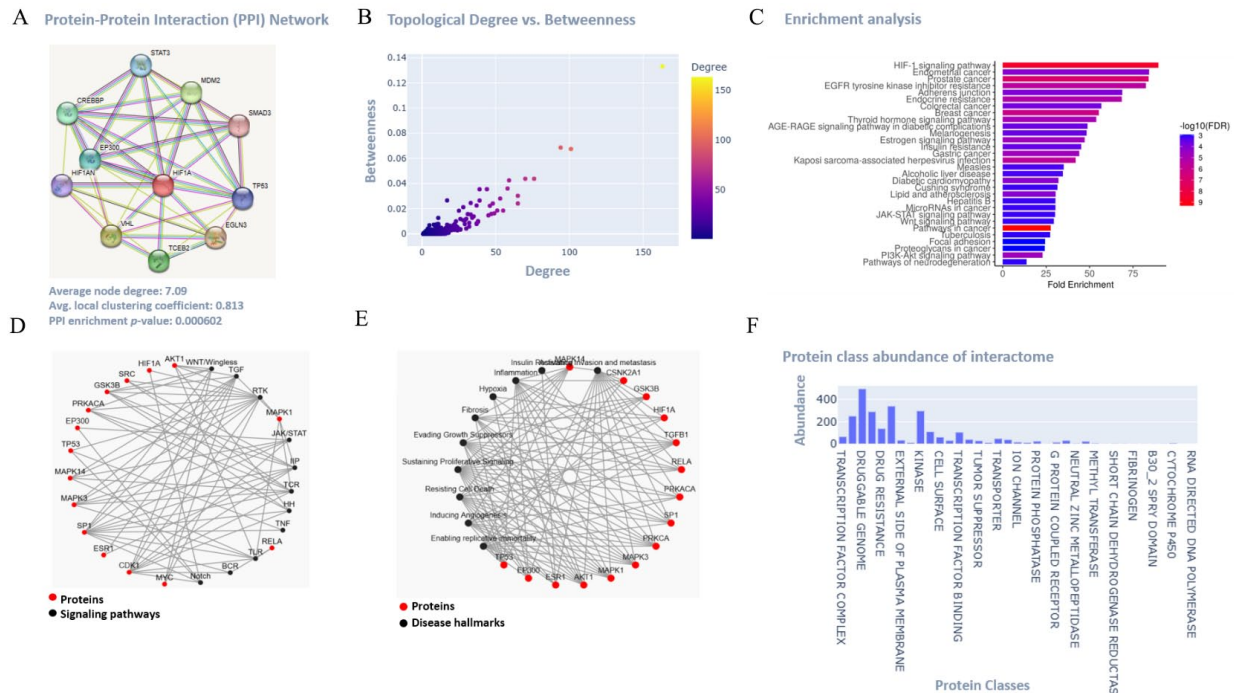 A
Protein-Protein Interaction (PPI) Network
STAT3
MDM2
CREBBP
SMAD3
EP300
HIF1AN
HIF1A
TP53
VHL
EGLN3
TCEB2
Average node degree: 7.09
Avg. local clustering coefficient: 0.813
PPI enrichment p-value: 0.000602
B
Topological Degree vs. Betweenness
Betweenness
0.14
0.12
0.1
0.08
0.06
0.04
0.02
0
0
50
100
150
Degree
Degree
150
100
50
C
Enrichment analysis
HIF-1 signaling pathway
Endometrial cancer
Prostate cancer
EGFR tyrosine kinase inhibitor resistance
Adherens junction
Endocrine resistance
Colorectal cancer
Breast cancer
Thyroid hormone signaling pathway
AGE-RAGE signaling pathway in diabetic complications
Melanogenesis
Estrogen signaling pathway
Insulin resistance
Gastric cancer
Kaposi sarcoma-associated herpesvirus infection
Measles
Alcoholic liver disease
Diabetic cardiomyopathy
Cushing syndrome
Lipid and atherosclerosis
Hepatitis B
MicroRNAs in cancer
JAK-STAT signaling pathway
Wnt signaling pathway
Pathways in cancer
Tuberculosis
Focal adhesion
Proteoglycans in cancer
PI3K-Akt signaling pathway
Pathways of neurodegeneration
0
25
50
75
Fold Enrichment
-log10(FDR)
3
4
5
6
7
8
9
D
AKT1
WNT/Wingless
HIF1A
TGF
SRC
RTK
GSK3B
PRKACA
MAPK1
EP300
JAK/STAT
TP53
IIP
MAPK14
TCR
MAPK3
HH
SP1
TNF
ESR1
RELA
TLR
CDK1
BCR
MYC
Notch
Proteins
Signaling pathways
E
MAPK14
Inflammation
CSNK2A1
Hypoxia
GSK3B
Fibrosis
HIF1A
Evading Growth Suppressors
TGFB1
Sustaining Proliferative Signaling
RELA
Resisting Cell Death
PRKACA
Inducing Angiogenesis
SP1
Enabling replicative immortality
PRKCA
TP53
MAPK3
EP300
MAPK1
ESR1
AKT1
Proteins
Disease hallmarks
F
Protein class abundance of interactome
Abundance
400
200
0
TRANSCRIPTION FACTOR COMPLEX
DRUGGABLE GENOME
DRUG RESISTANCE
EXTERNAL SIDE OF PLASMA MEMBRANE
KINASE
CELL SURFACE
TRANSCRIPTION FACTOR BINDING
TUMOR SUPPRESSOR
TRANSPORTER
ION CHANNEL
PROTEIN PHOSPHATASE
G PROTEIN COUPLED RECEPTOR
NEUTRAL ZINC METALLOPEPTIDASE
METHYL TRANSFERASE
SHORT CHAIN DEHYDROGENASE REDUCTAS
FIBRINOGEN
B30_2 SPRY DOMAIN
CYTOCHROME P450
RNA DIRECTED DNA POLYMERASE
Protein Classes